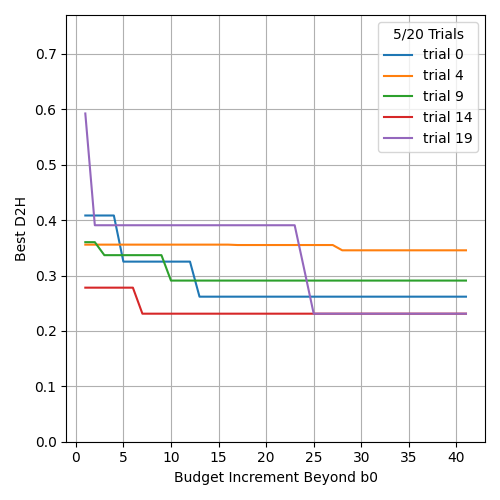 5/20 Trials
trial 0
trial 4
trial 9
trial 14
trial 19
Best D2H
0.7
0.6
0.5
0.4
0.3
0.2
0.1
0.0
0 5 10 15 20 25 30 35 40
Budget Increment Beyond b0